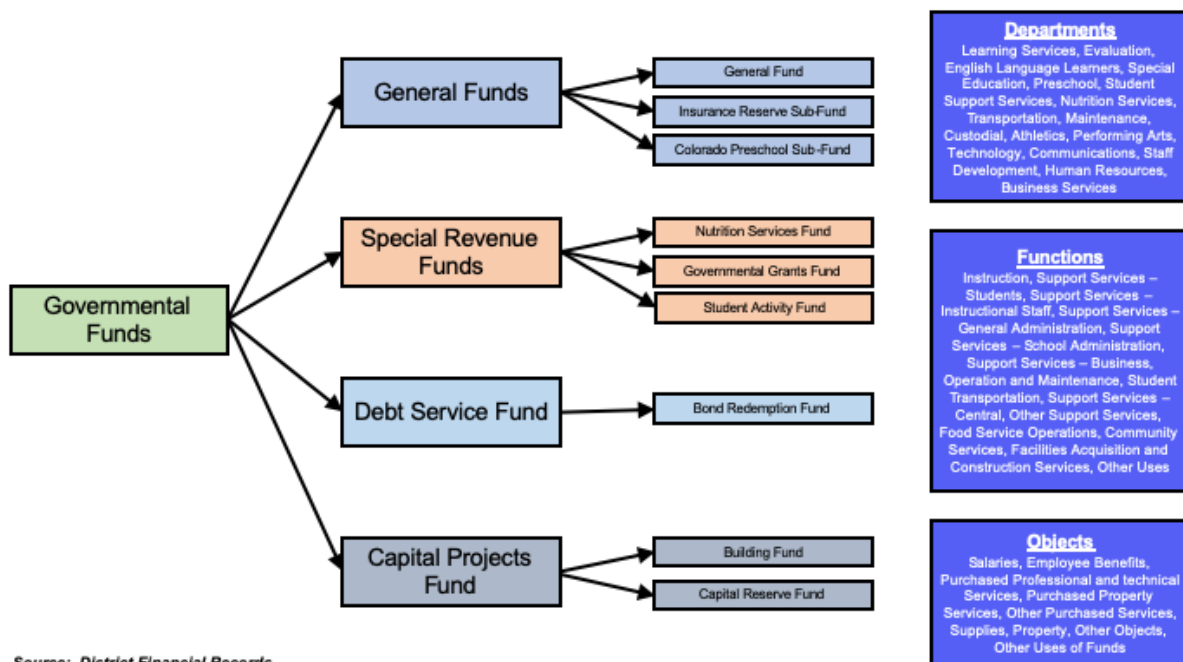 Governmental
Funds
General Funds
General Fund
Insurance Reserve Sub-Fund
Colorado Preschool Sub-Fund
Special Revenue
Funds
Nutrition Services Fund
Governmental Grants Fund
Student Activity Fund
Debt Service Fund
Bond Redemption Fund
Capital Projects
Fund
Building Fund
Capital Reserve Fund
Departments
Learning Services, Evaluation,
English Language Learners, Special
Education, Preschool, Student
Support Services, Nutrition Services,
Transportation, Maintenance,
Custodial, Athletics, Performing Arts,
Technology, Communications, Staff
Development, Human Resources,
Business Services
Functions
Instruction, Support Services –
Students, Support Services –
Instructional Staff, Support Services –
General Administration, Support
Services – School Administration,
Support Services – Business,
Operation and Maintenance, Student
Transportation, Support Services –
Central, Other Support Services,
Food Service Operations, Community
Services, Facilities Acquisition and
Construction Services, Other Uses
Objects
Salaries, Employee Benefits,
Purchased Professional and technical
Services, Purchased Property
Services, Other Purchased Services,
Supplies, Property, Other Objects,
Other Uses of Funds
Source: District Financial Records